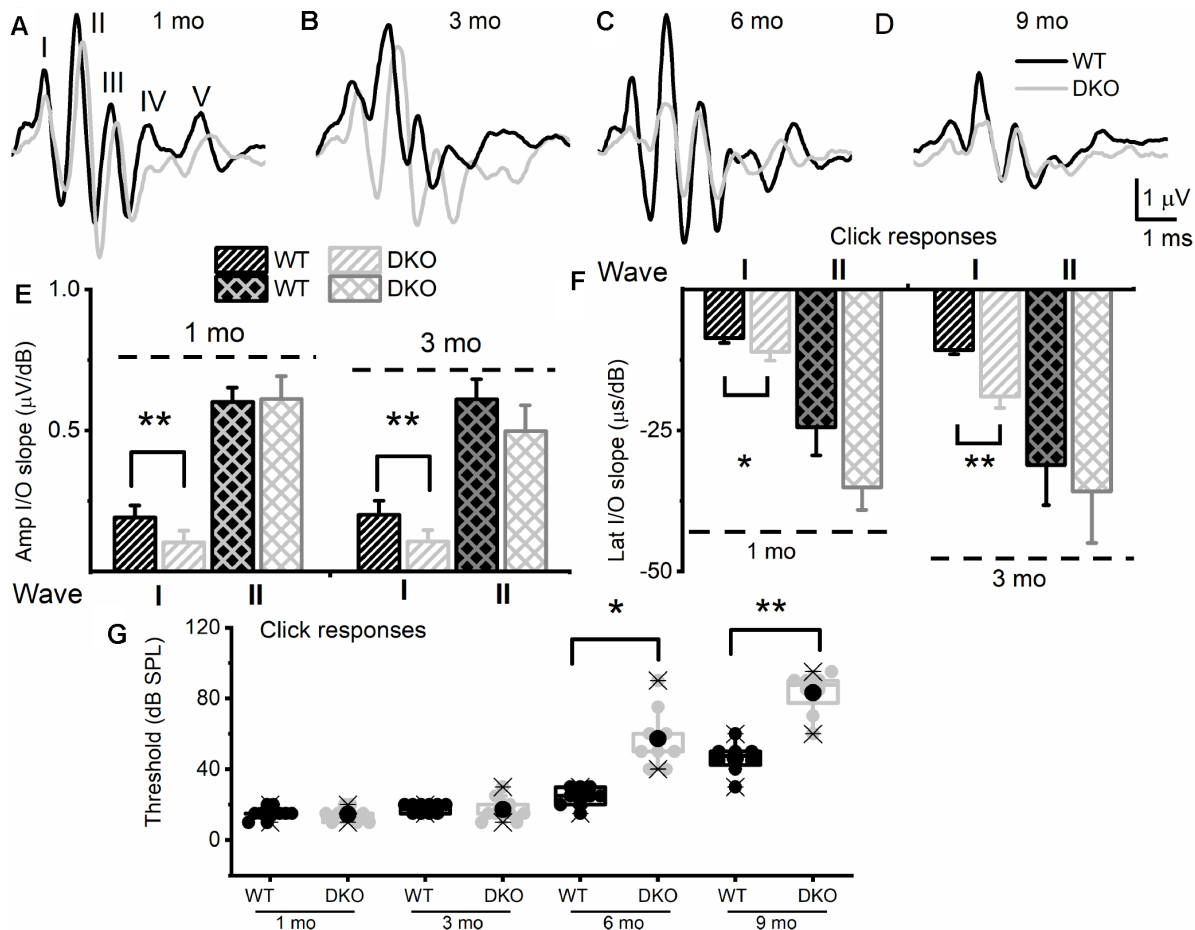 A 1 mo
B 3 mo
C 6 mo
D 9 mo
I II III IV V
WT
DKO
1 μV
1 ms
Click responses
WT DKO
WT DKO
E
1.0
0.5
Amp I/O slope (μV/dB)
1 mo
3 mo
**
**
Wave I II I II
F
Wave I II I II
-25
-50
Lat I/O slope (μs/dB)
*
**
1 mo
3 mo
G
Click responses
120
80
40
0
Threshold (dB SPL)
*
**
WT DKO WT DKO WT DKO WT DKO
1 mo 3 mo 6 mo 9 mo